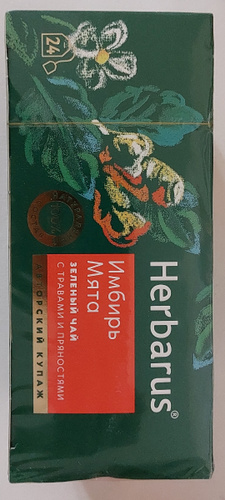 24
Herbarus®
Имбирь
Мята
ЗЕЛЕНЫЙ ЧАЙ
С ТРАВАМИ И ПРЯНОСТЯМИ
АВТОРСКИЙ КУПАЖ